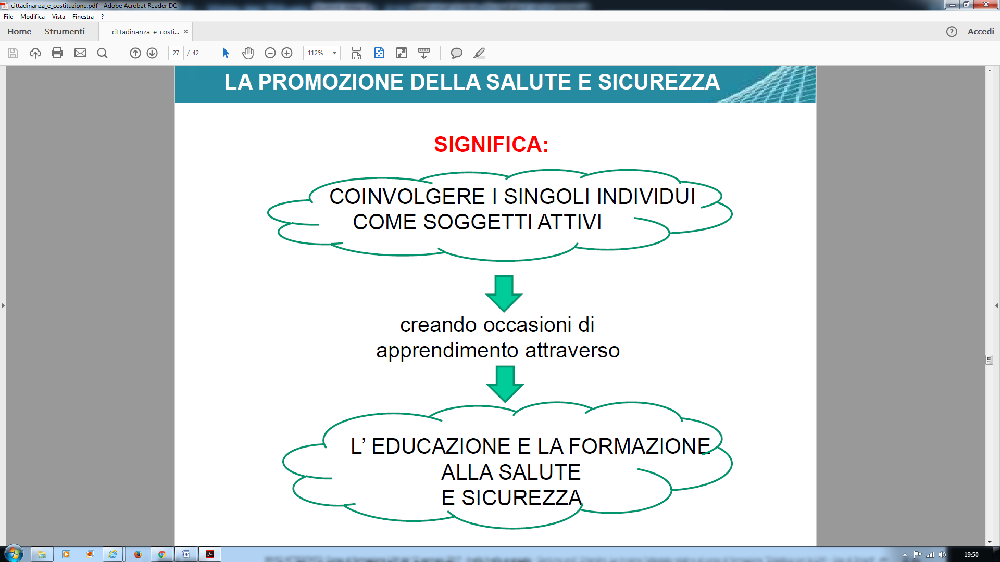 cittadinanza_e_costituzione.pdf - Adobe Acrobat Reader DC
File Modifica Vista Finestra ?
Home Strumenti cittadinanza_e_costi... × ? Accedi
27 / 42 112%
LA PROMOZIONE DELLA SALUTE E SICUREZZA
SIGNIFICA:
COINVOLGERE I SINGOLI INDIVIDUI
COME SOGGETTI ATTIVI
creando occasioni di
apprendimento attraverso
L’ EDUCAZIONE E LA FORMAZIONE
ALLA SALUTE
E SICUREZZA
19:50